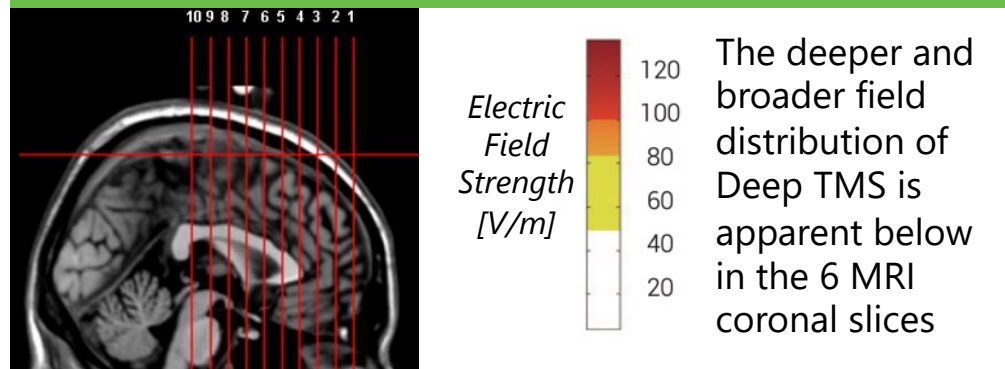 10 9 8 7 6 5 4 3 2 1
Electric
Field
Strength
[V/m]
120
100
80
60
40
20
The deeper and
broader field
distribution of
Deep TMS is
apparent below
in the 6 MRI
coronal slices